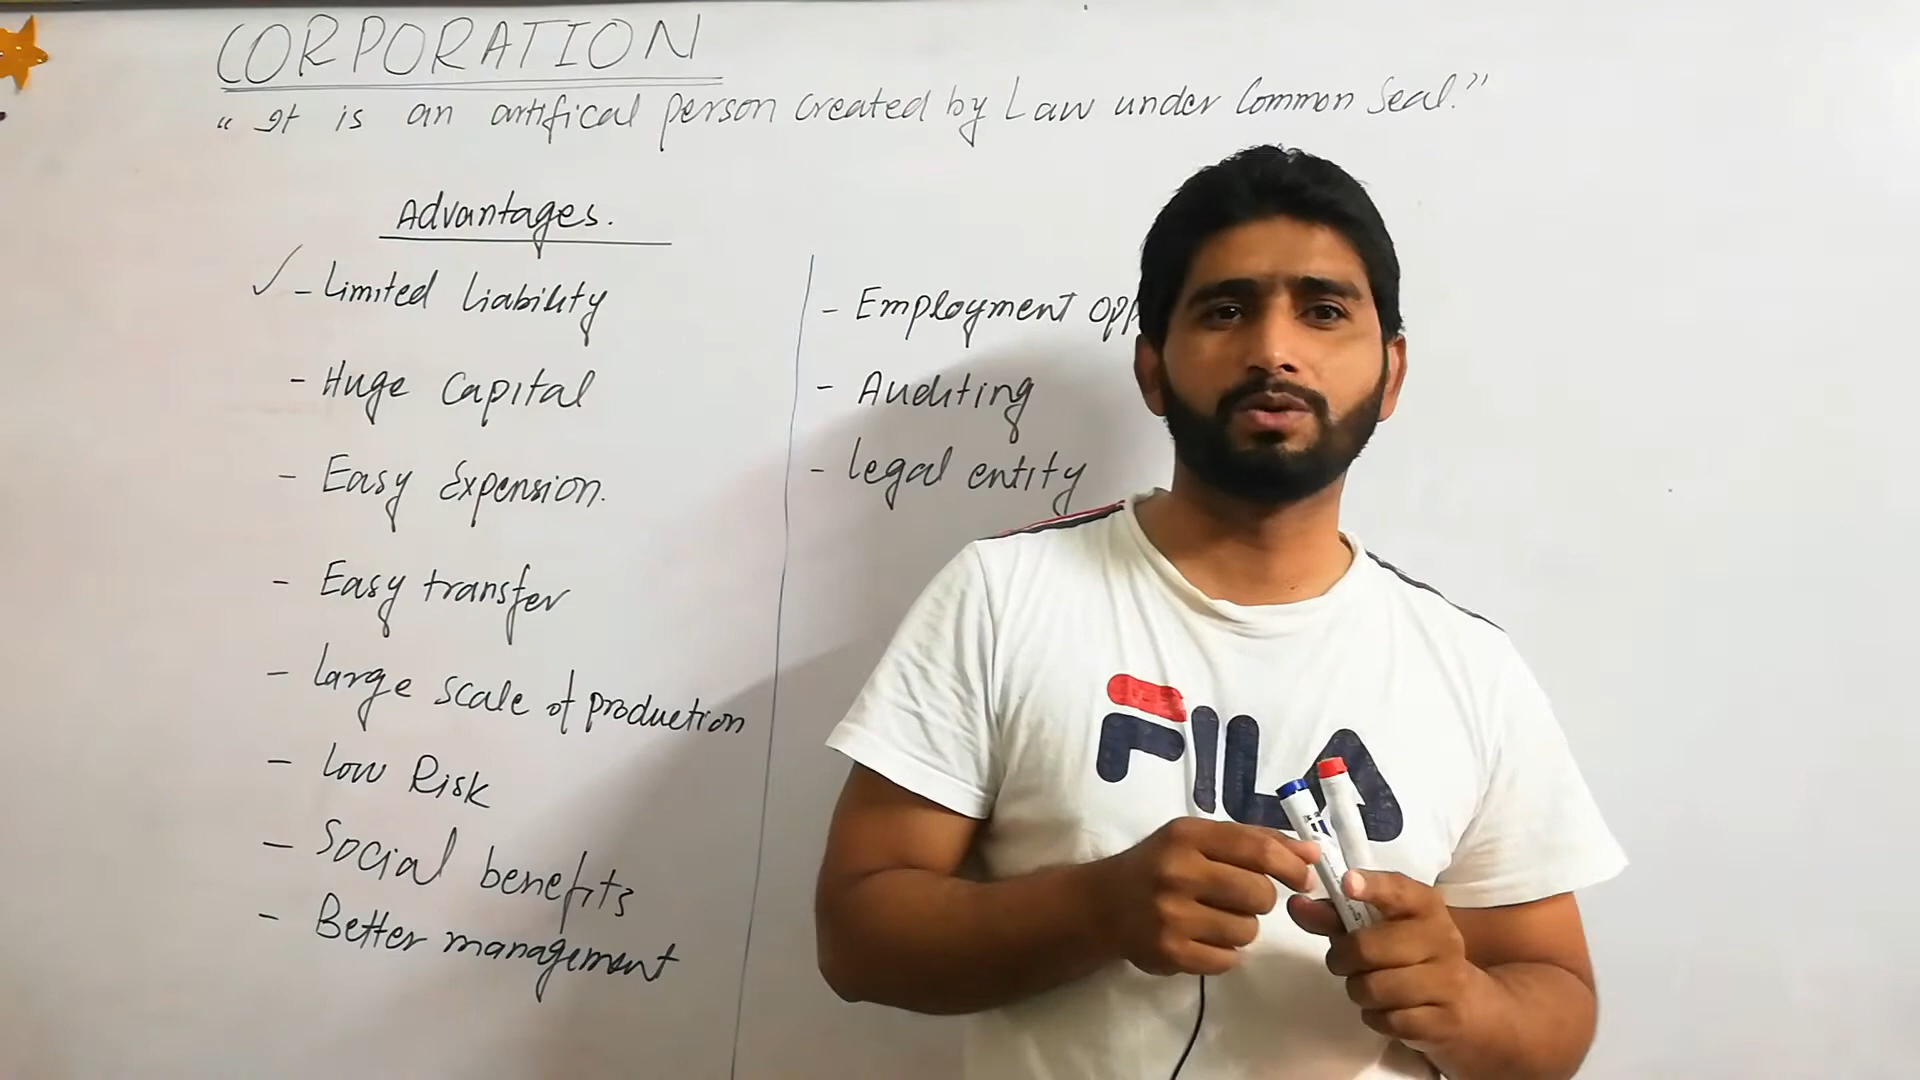 CORPORATION
“ It is an artifical person created by Law under Common Seal.”
Advantages.
- Limited Liability
- Huge Capital
- Easy Expension.
- Easy transfer
- Large scale of production
- Low Risk
- Social benefits
- Better management
- Employment opp
- Auditing
- Legal entity
FILA